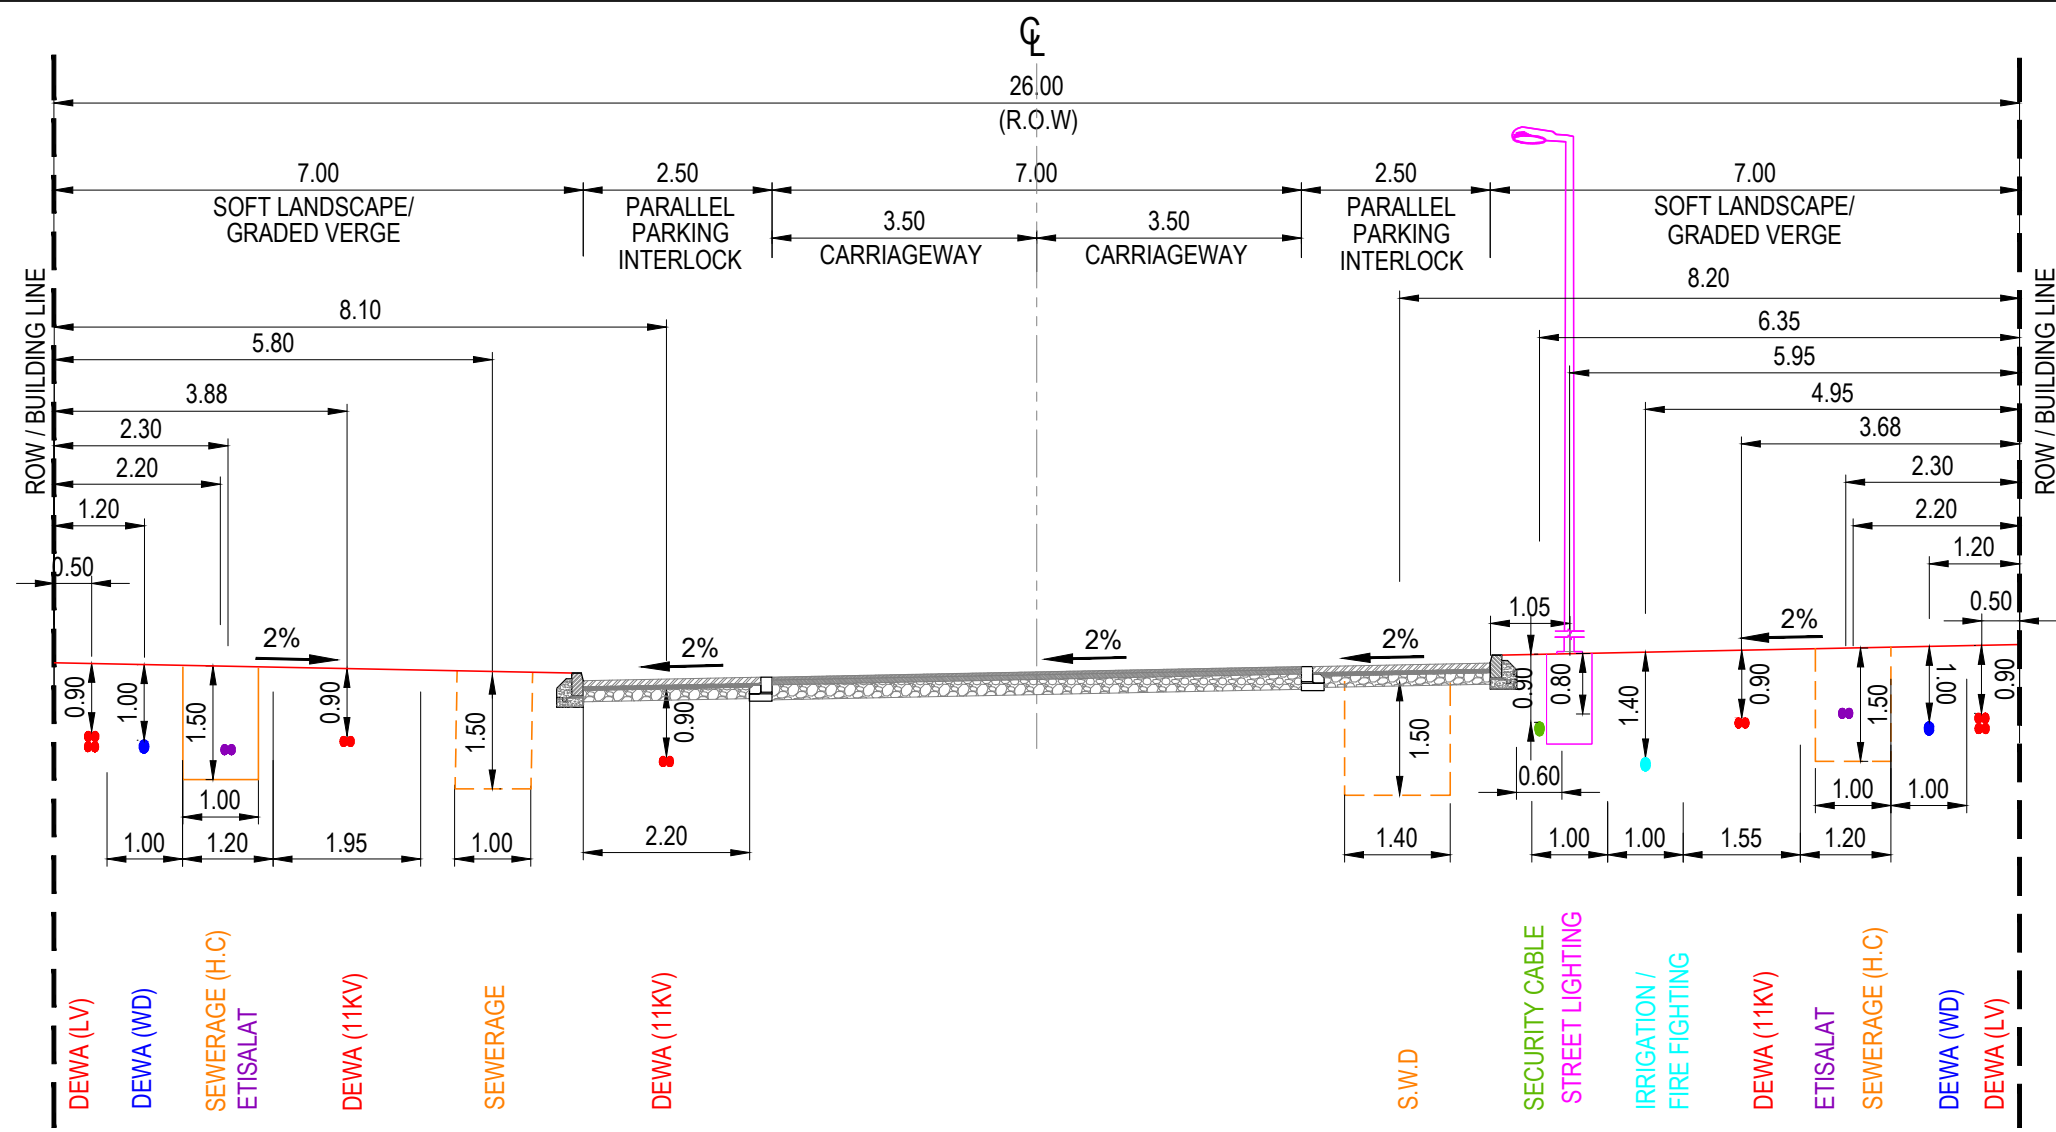 ℄
26.00
(R.O.W)
7.00
2.50
7.00
2.50
7.00
SOFT LANDSCAPE/
GRADED VERGE
PARALLEL
PARKING
INTERLOCK
3.50
CARRIAGEWAY
3.50
CARRIAGEWAY
PARALLEL
PARKING
INTERLOCK
SOFT LANDSCAPE/
GRADED VERGE
ROW / BUILDING LINE
ROW / BUILDING LINE
8.10
5.80
3.88
2.30
2.20
1.20
0.50
8.20
6.35
5.95
4.95
3.68
2.30
2.20
1.20
0.50
1.05
2%
2%
2%
2%
2%
0.90
1.00
1.50
0.90
1.50
0.90
1.50
0.90
0.80
1.40
0.90
1.50
1.00
0.90
1.00
0.60
1.00
1.00
1.00
1.20
1.95
1.00
2.20
1.40
1.00
1.00
1.55
1.20
DEWA (LV)
DEWA (WD)
SEWERAGE (H.C)
ETISALAT
DEWA (11KV)
SEWERAGE
DEWA (11KV)
S.W.D
SECURITY CABLE
STREET LIGHTING
IRRIGATION /
FIRE FIGHTING
DEWA (11KV)
ETISALAT
SEWERAGE (H.C)
DEWA (WD)
DEWA (LV)